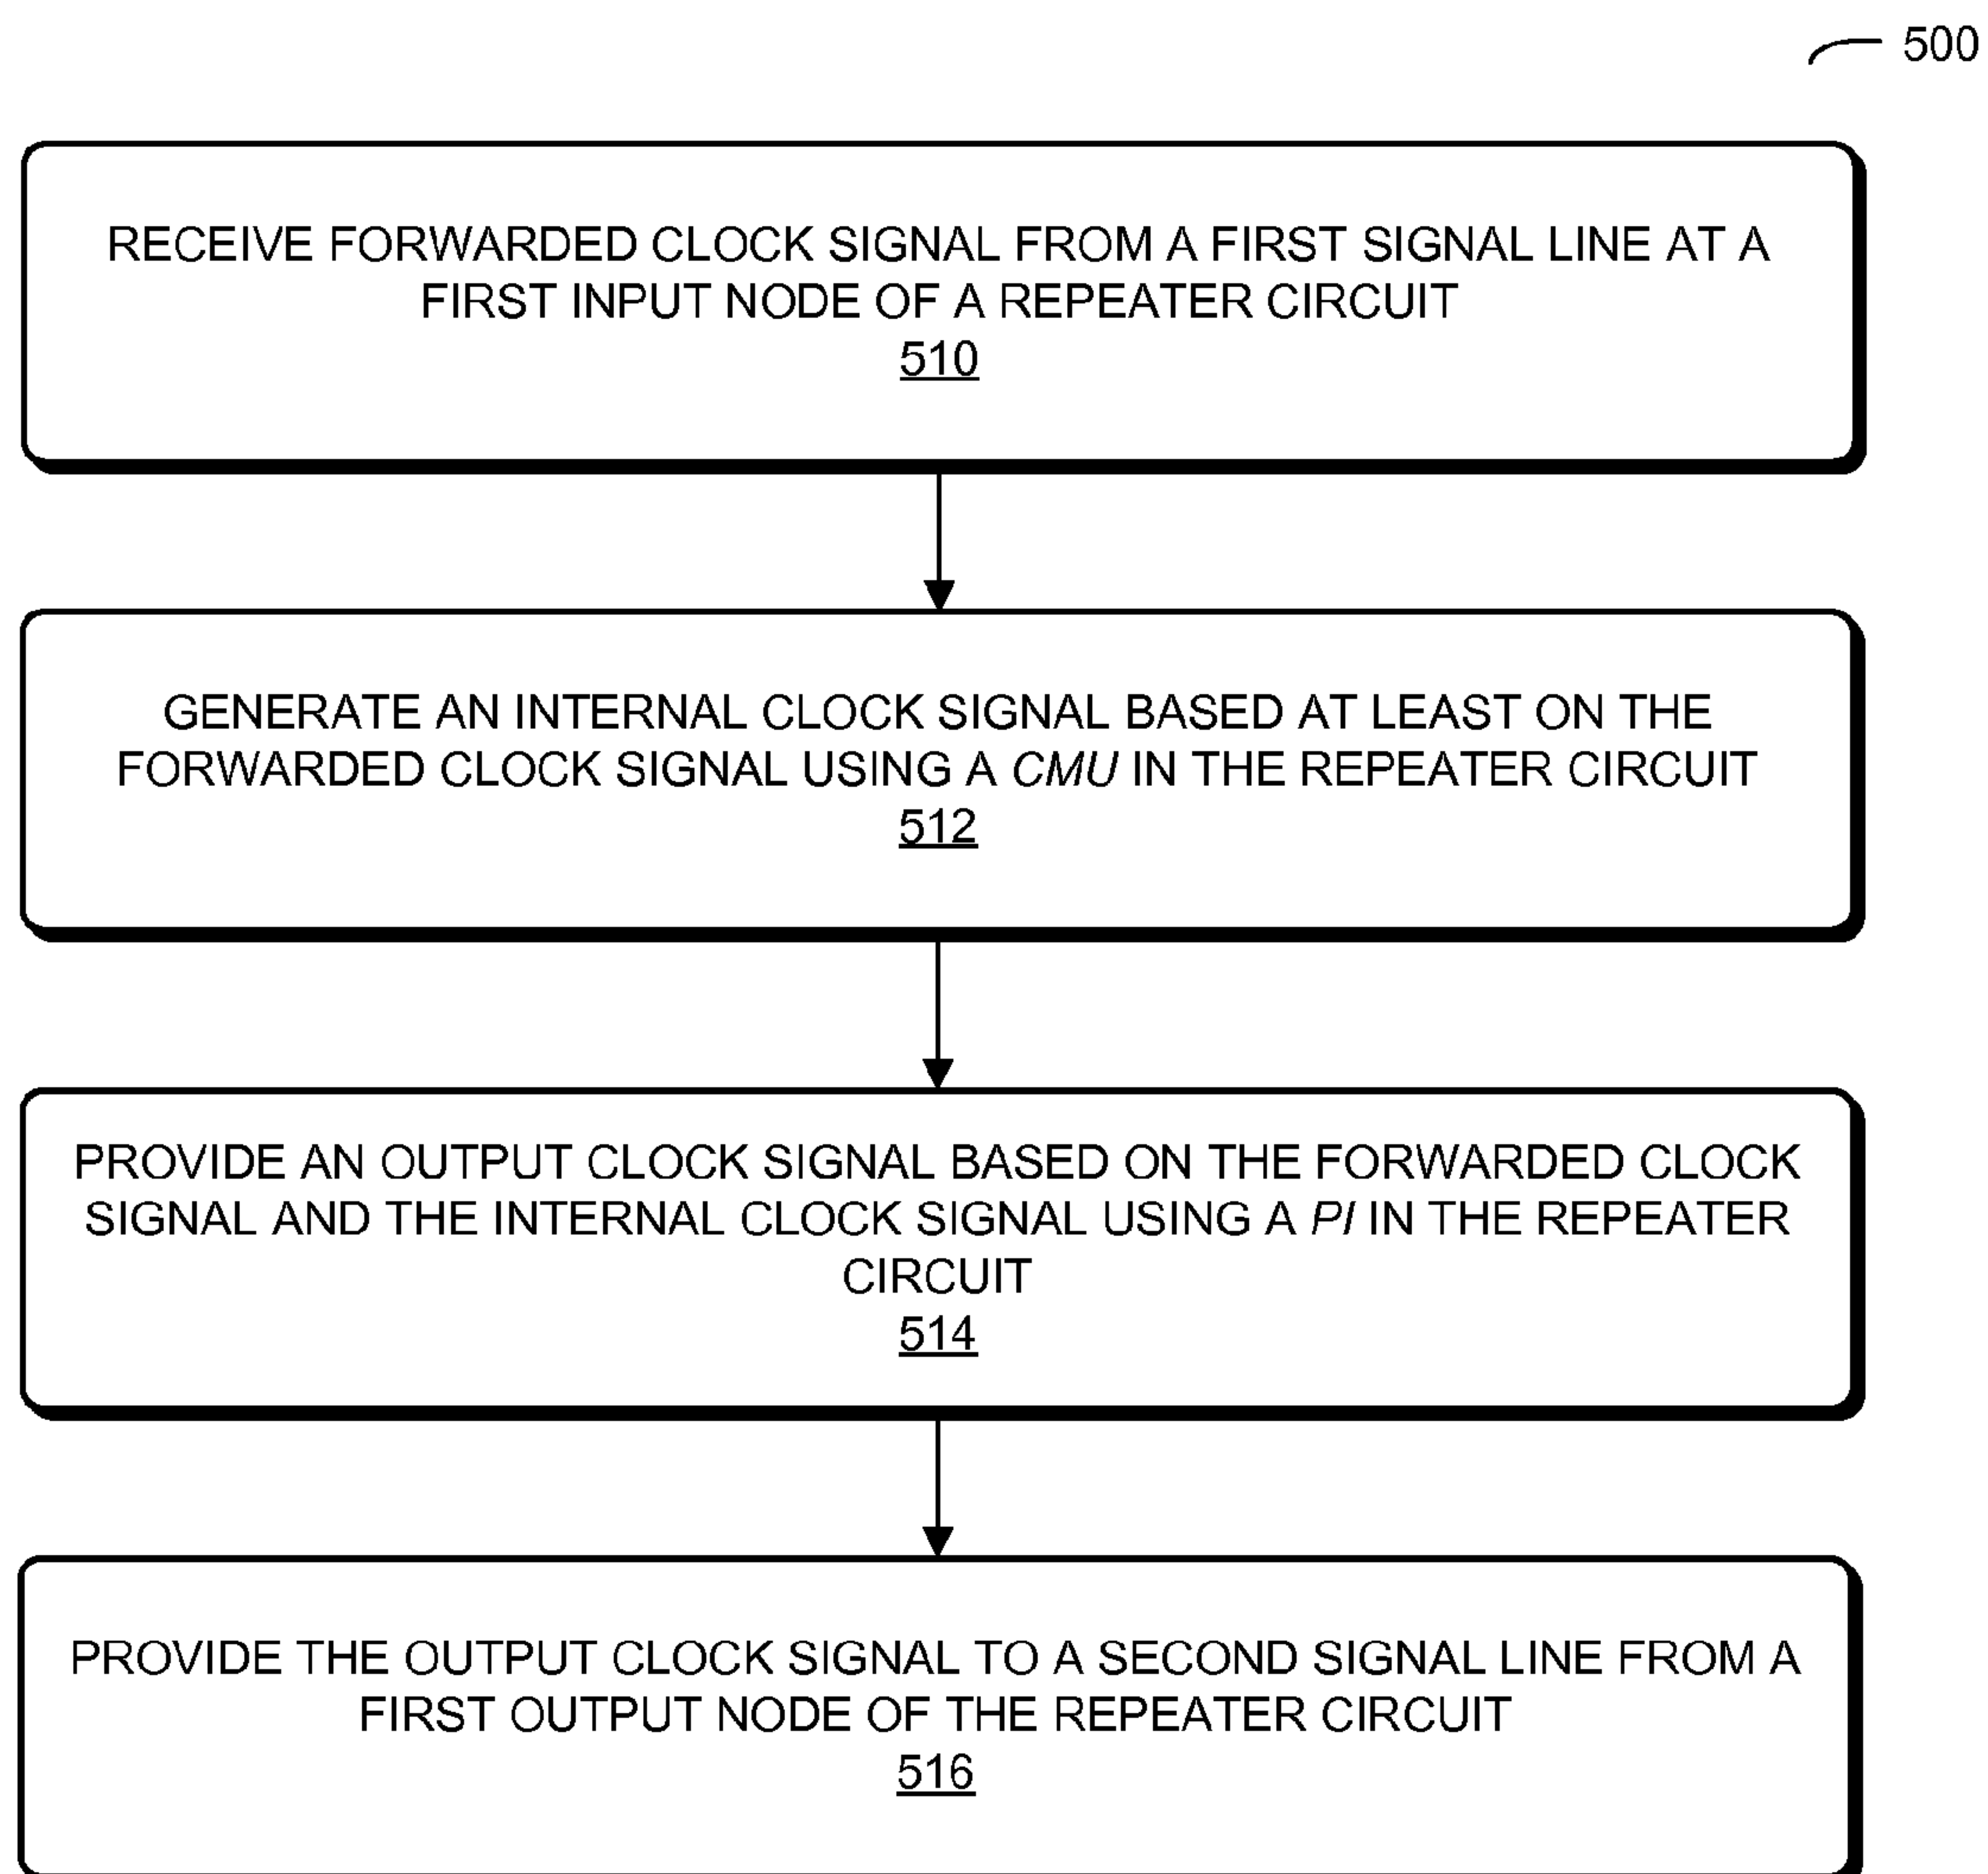 500
RECEIVE FORWARDED CLOCK SIGNAL FROM A FIRST SIGNAL LINE AT A
FIRST INPUT NODE OF A REPEATER CIRCUIT
510
GENERATE AN INTERNAL CLOCK SIGNAL BASED AT LEAST ON THE
FORWARDED CLOCK SIGNAL USING A CMU IN THE REPEATER CIRCUIT
512
PROVIDE AN OUTPUT CLOCK SIGNAL BASED ON THE FORWARDED CLOCK
SIGNAL AND THE INTERNAL CLOCK SIGNAL USING A PI IN THE REPEATER
CIRCUIT
514
PROVIDE THE OUTPUT CLOCK SIGNAL TO A SECOND SIGNAL LINE FROM A
FIRST OUTPUT NODE OF THE REPEATER CIRCUIT
516